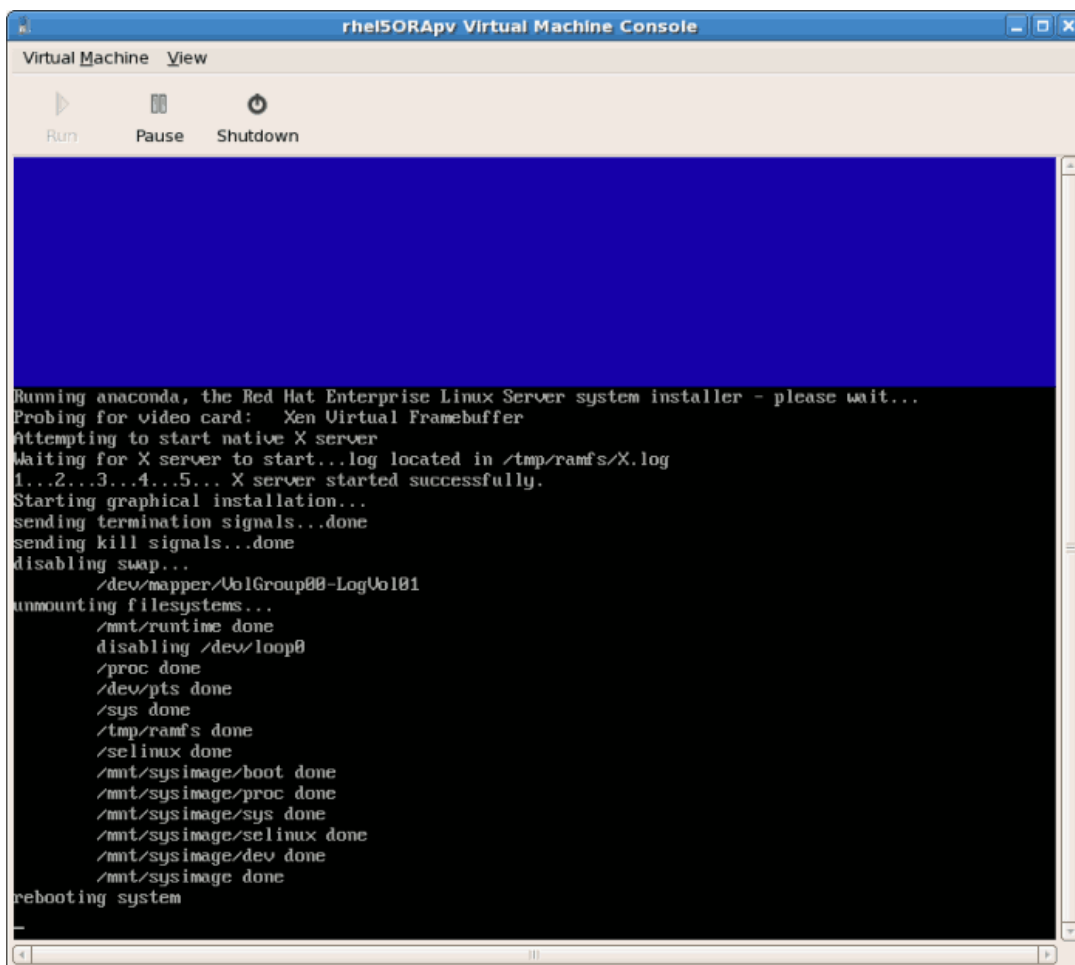 rhel5ORApv Virtual Machine Console
Virtual Machine View
Run Pause Shutdown
Running anaconda, the Red Hat Enterprise Linux Server system installer - please wait...
Probing for video card: Xen Virtual Framebuffer
Attempting to start native X server
Waiting for X server to start...log located in /tmp/ramfs/X.log
1...2...3...4...5... X server started successfully.
Starting graphical installation...
sending termination signals...done
sending kill signals...done
disabling swap...
/dev/mapper/VolGroup00-LogVol01
unmounting filesystems...
/mnt/runtime done
disabling /dev/loop0
/proc done
/dev/pts done
/sys done
/tmp/ramfs done
/selinux done
/mnt/sysimage/boot done
/mnt/sysimage/proc done
/mnt/sysimage/sys done
/mnt/sysimage/selinux done
/mnt/sysimage/dev done
/mnt/sysimage done
rebooting system